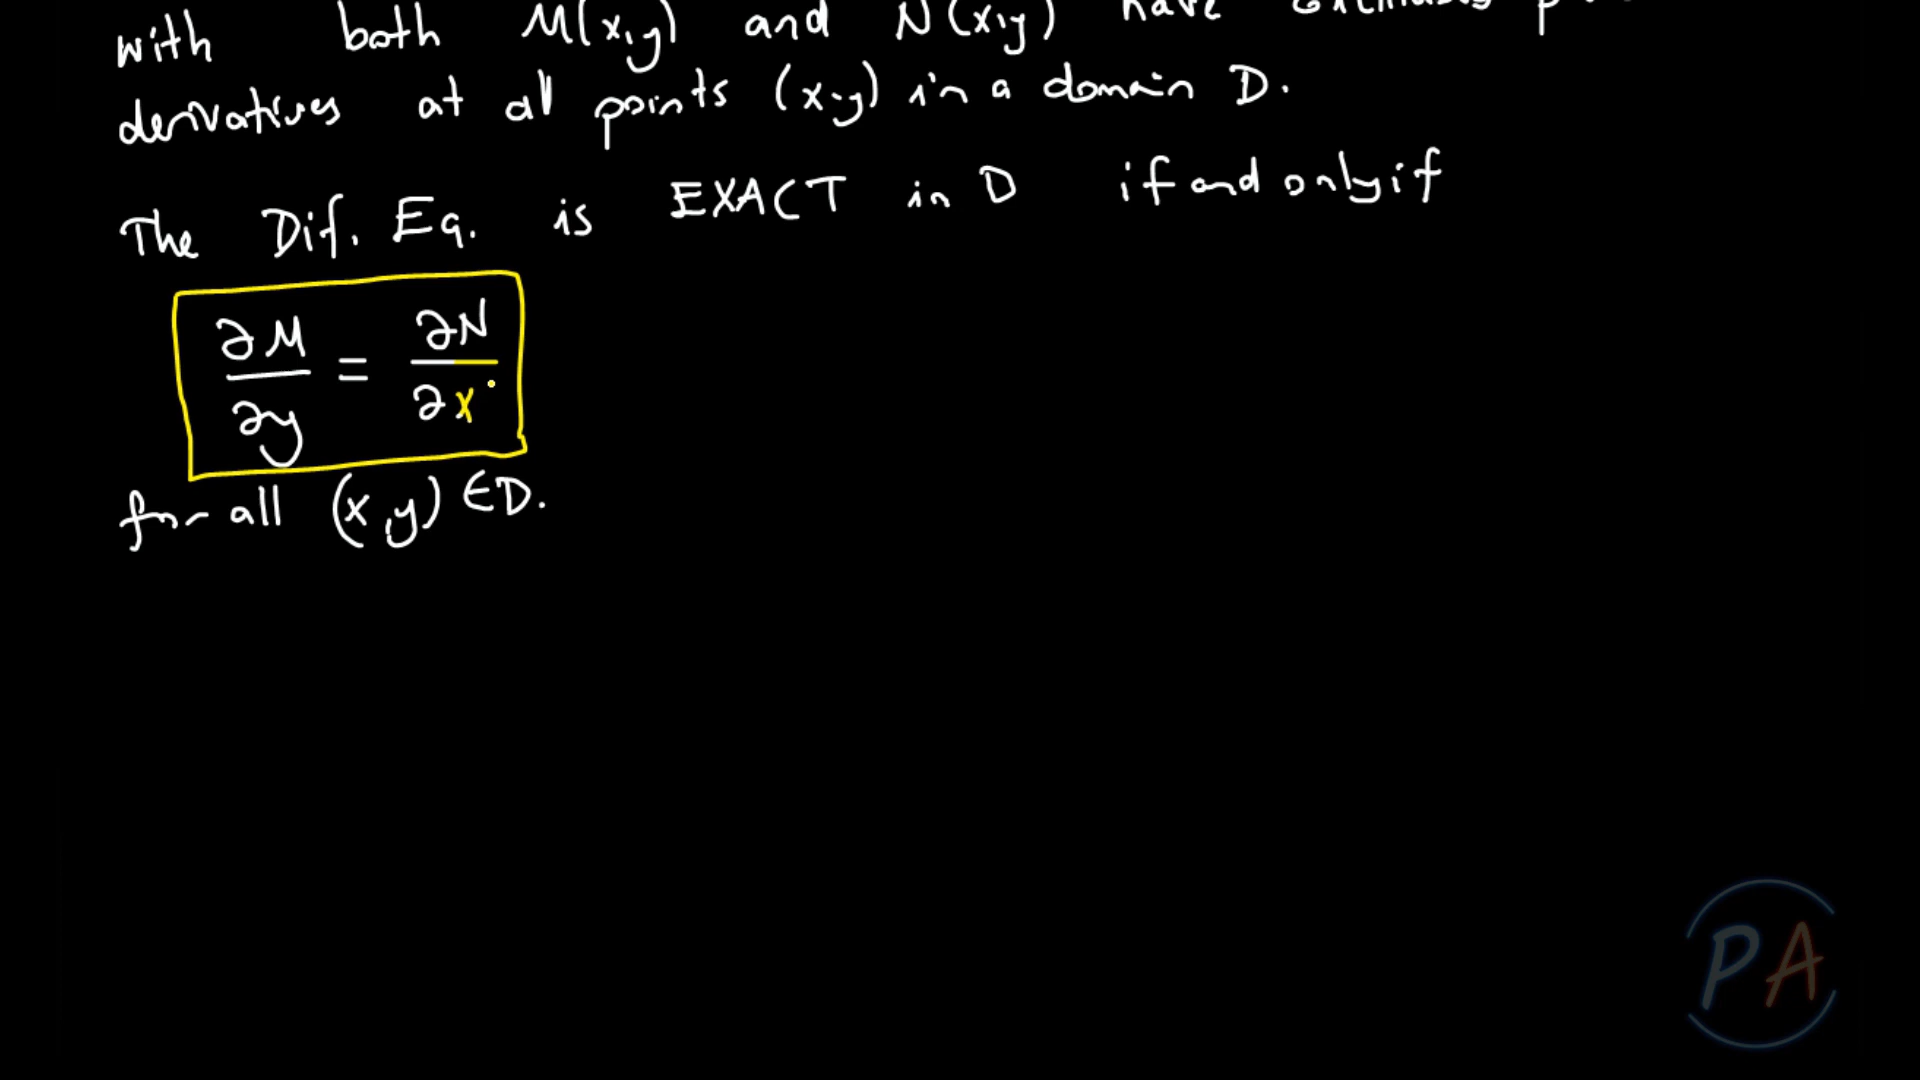 with both M(x,y) and N(x,y) have
derivatives at all points (x,y) in a domain D.
The Dif. Eq. is EXACT in D if and only if
∂M/∂y = ∂N/∂x
for all (x,y) ∈ D.
PA